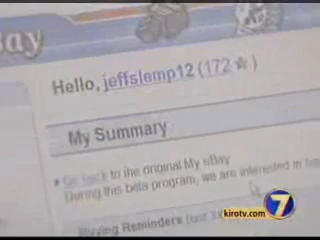 Bay
Hello, jeffslemp12 (172 ☆)
My Summary
Go back to the original My eBay
During this beta program, we are interested in
Buying Reminders
7
kirotv.com